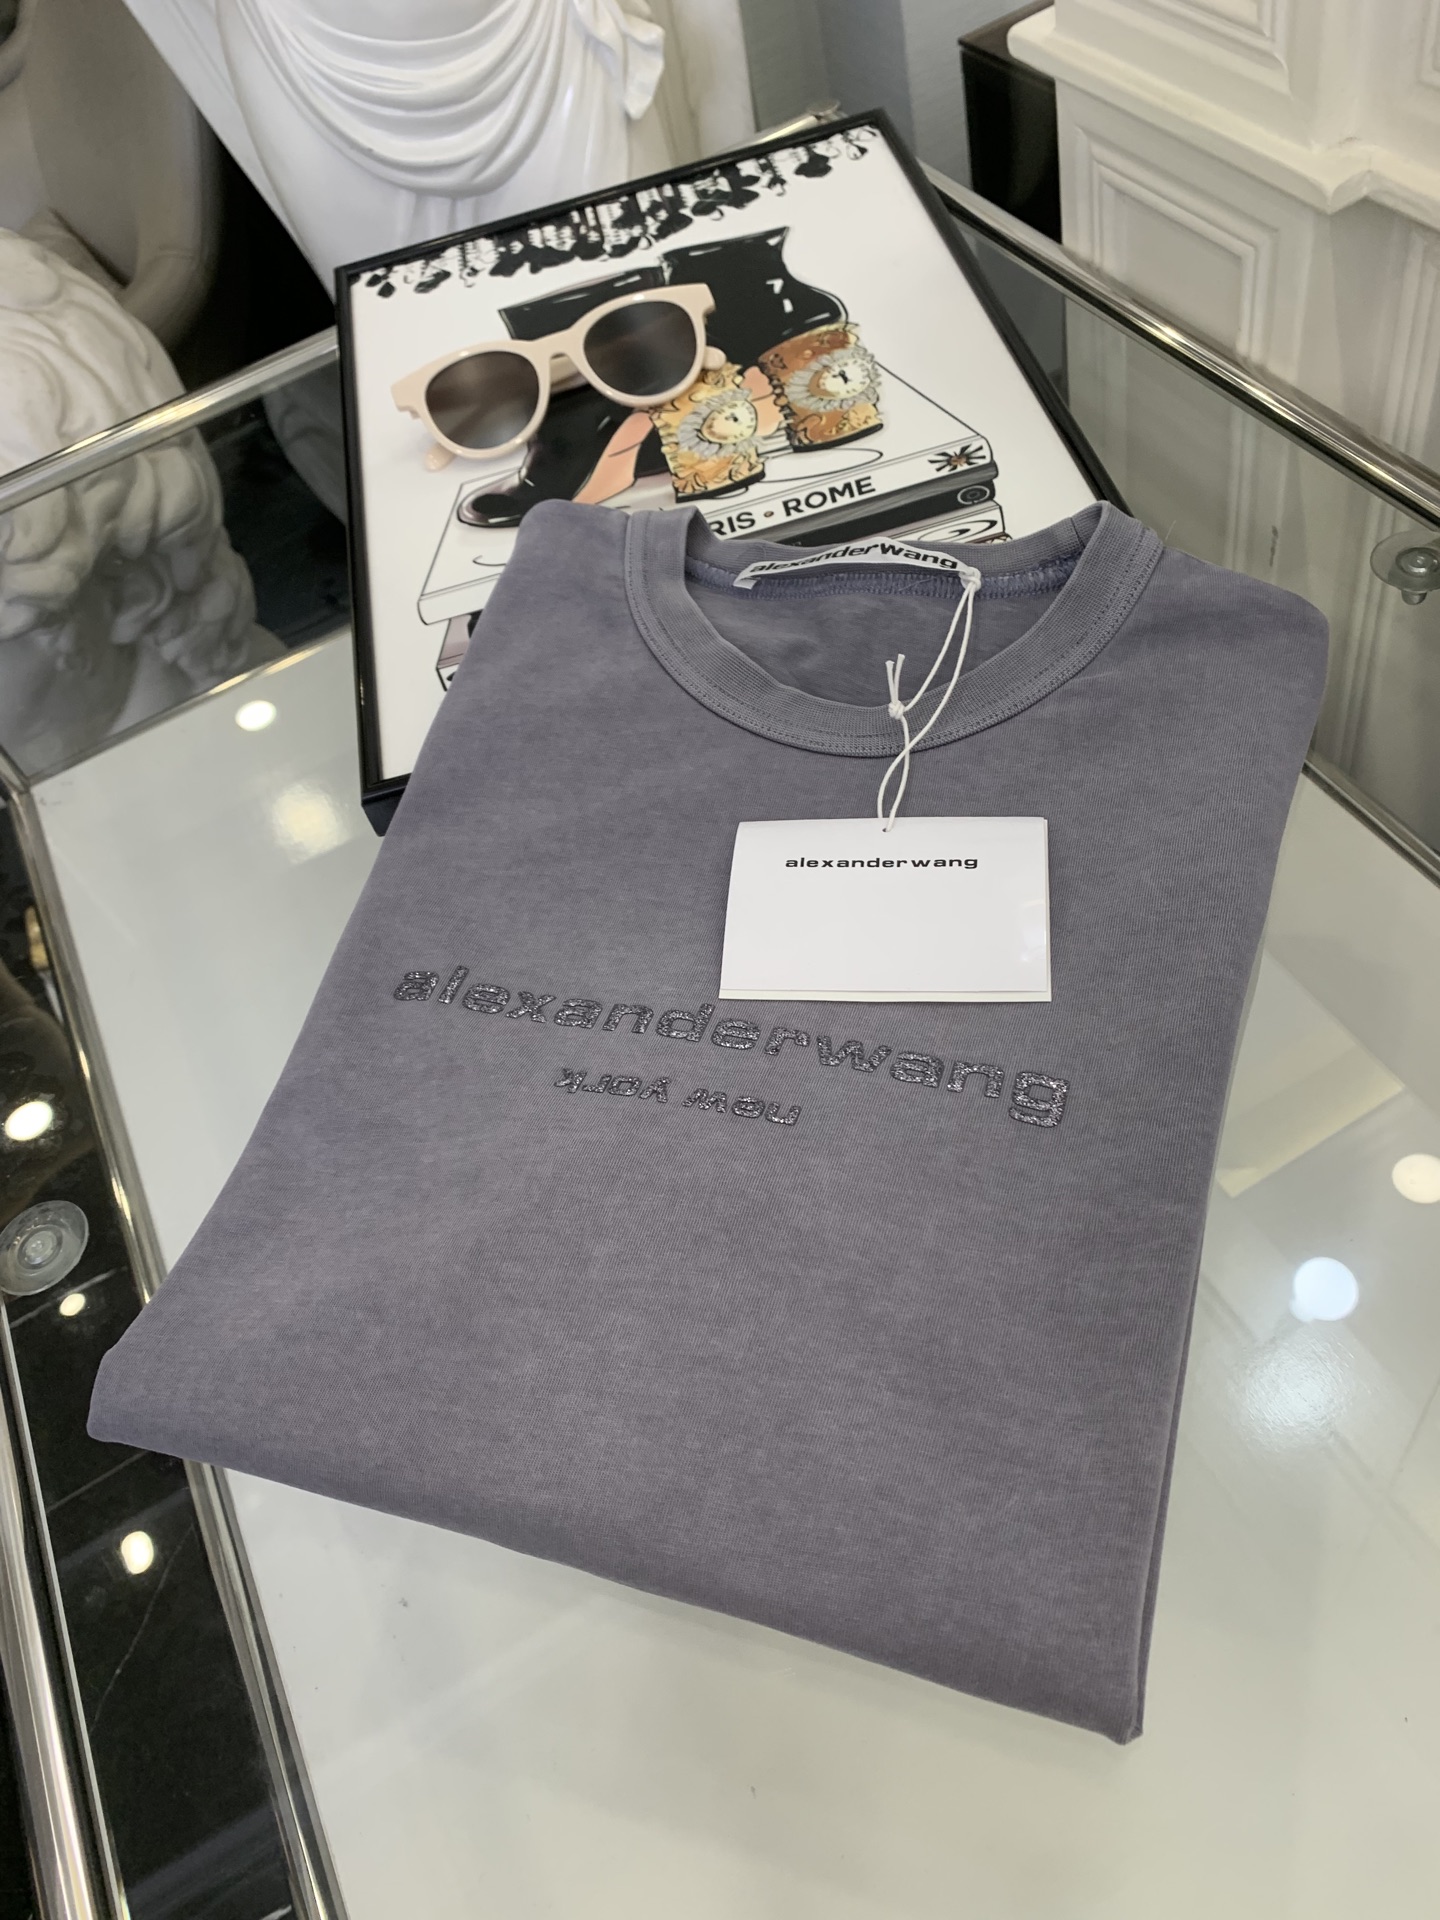 RIS • ROME
alexanderwang
alexanderwang
alexanderwang
new york